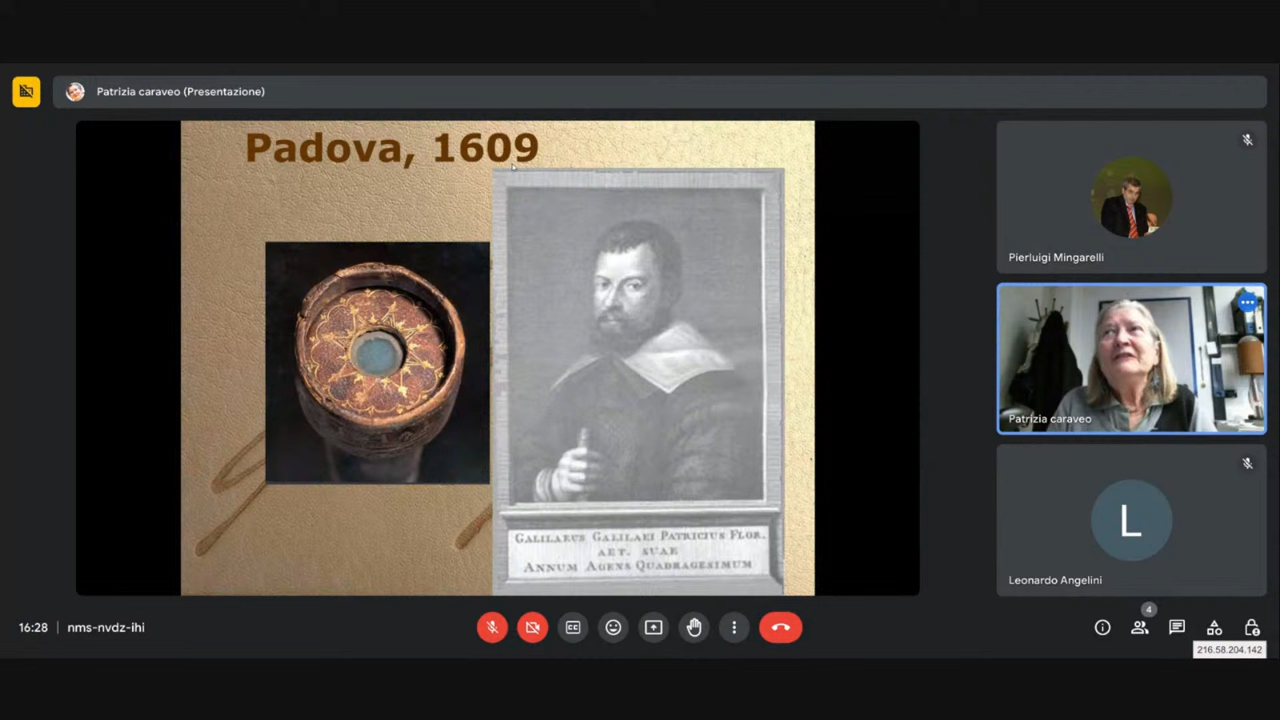 Patrizia caraveo (Presentazione)
Padova, 1609
GALILAEUS GALILAEI PATRICIUS FLOR.
AET. SUAE
ANNUM AGENS QUADRAGESIMUM
Pierluigi Mingarelli
Patrizia caraveo
L
Leonardo Angelini
16:28 | nms-nvdz-ihi
CC
4
216.58.204.142